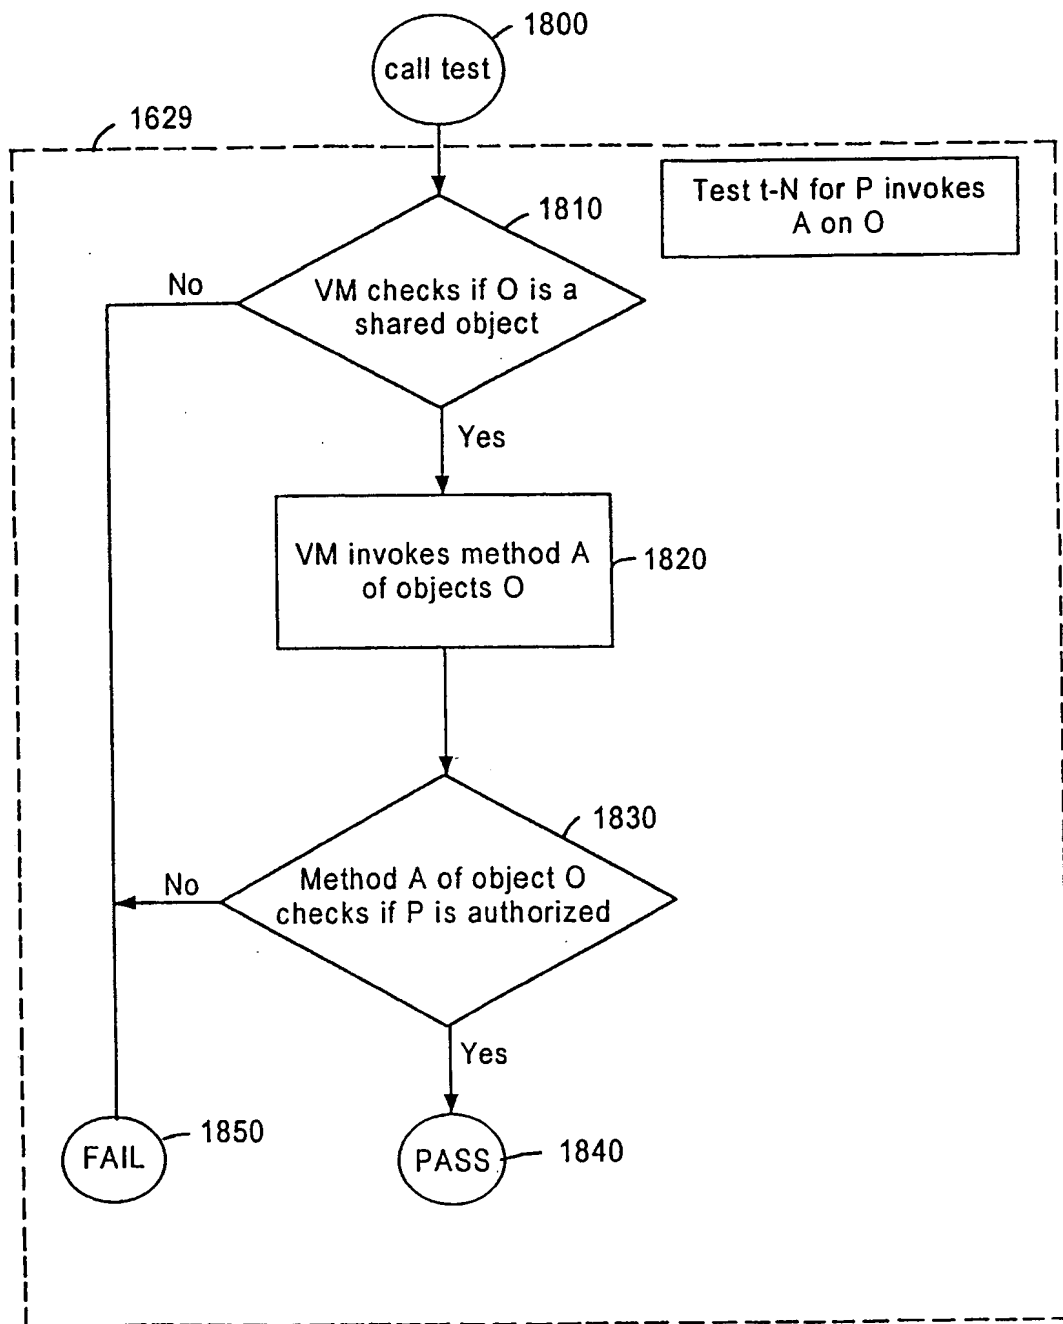 1800
call test
1629
Test t-N for P invokes
A on O
1810
No
VM checks if O is a
shared object
Yes
VM invokes method A
of objects O
1820
1830
No
Method A of object O
checks if P is authorized
Yes
FAIL
1850
PASS
1840